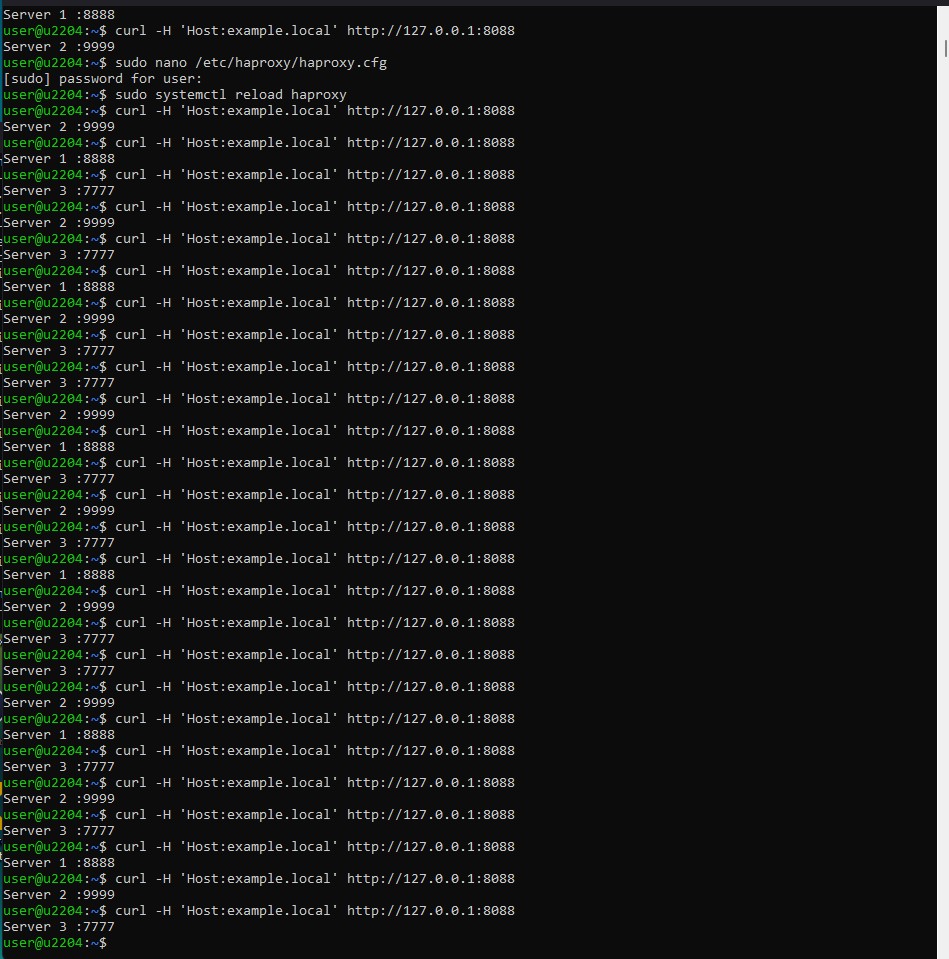 Server 1 :8888
user@u2204:~$ curl -H 'Host:example.local' http://127.0.0.1:8088
Server 2 :9999
user@u2204:~$ sudo nano /etc/haproxy/haproxy.cfg
[sudo] password for user:
user@u2204:~$ sudo systemctl reload haproxy
user@u2204:~$ curl -H 'Host:example.local' http://127.0.0.1:8088
Server 2 :9999
user@u2204:~$ curl -H 'Host:example.local' http://127.0.0.1:8088
Server 1 :8888
user@u2204:~$ curl -H 'Host:example.local' http://127.0.0.1:8088
Server 3 :7777
user@u2204:~$ curl -H 'Host:example.local' http://127.0.0.1:8088
Server 2 :9999
user@u2204:~$ curl -H 'Host:example.local' http://127.0.0.1:8088
Server 3 :7777
user@u2204:~$ curl -H 'Host:example.local' http://127.0.0.1:8088
Server 1 :8888
user@u2204:~$ curl -H 'Host:example.local' http://127.0.0.1:8088
Server 2 :9999
user@u2204:~$ curl -H 'Host:example.local' http://127.0.0.1:8088
Server 3 :7777
user@u2204:~$ curl -H 'Host:example.local' http://127.0.0.1:8088
Server 3 :7777
user@u2204:~$ curl -H 'Host:example.local' http://127.0.0.1:8088
Server 2 :9999
user@u2204:~$ curl -H 'Host:example.local' http://127.0.0.1:8088
Server 1 :8888
user@u2204:~$ curl -H 'Host:example.local' http://127.0.0.1:8088
Server 3 :7777
user@u2204:~$ curl -H 'Host:example.local' http://127.0.0.1:8088
Server 2 :9999
user@u2204:~$ curl -H 'Host:example.local' http://127.0.0.1:8088
Server 3 :7777
user@u2204:~$ curl -H 'Host:example.local' http://127.0.0.1:8088
Server 1 :8888
user@u2204:~$ curl -H 'Host:example.local' http://127.0.0.1:8088
Server 2 :9999
user@u2204:~$ curl -H 'Host:example.local' http://127.0.0.1:8088
Server 3 :7777
user@u2204:~$ curl -H 'Host:example.local' http://127.0.0.1:8088
Server 3 :7777
user@u2204:~$ curl -H 'Host:example.local' http://127.0.0.1:8088
Server 2 :9999
user@u2204:~$ curl -H 'Host:example.local' http://127.0.0.1:8088
Server 1 :8888
user@u2204:~$ curl -H 'Host:example.local' http://127.0.0.1:8088
Server 3 :7777
user@u2204:~$ curl -H 'Host:example.local' http://127.0.0.1:8088
Server 2 :9999
user@u2204:~$ curl -H 'Host:example.local' http://127.0.0.1:8088
Server 3 :7777
user@u2204:~$ curl -H 'Host:example.local' http://127.0.0.1:8088
Server 1 :8888
user@u2204:~$ curl -H 'Host:example.local' http://127.0.0.1:8088
Server 2 :9999
user@u2204:~$ curl -H 'Host:example.local' http://127.0.0.1:8088
Server 3 :7777
user@u2204:~$